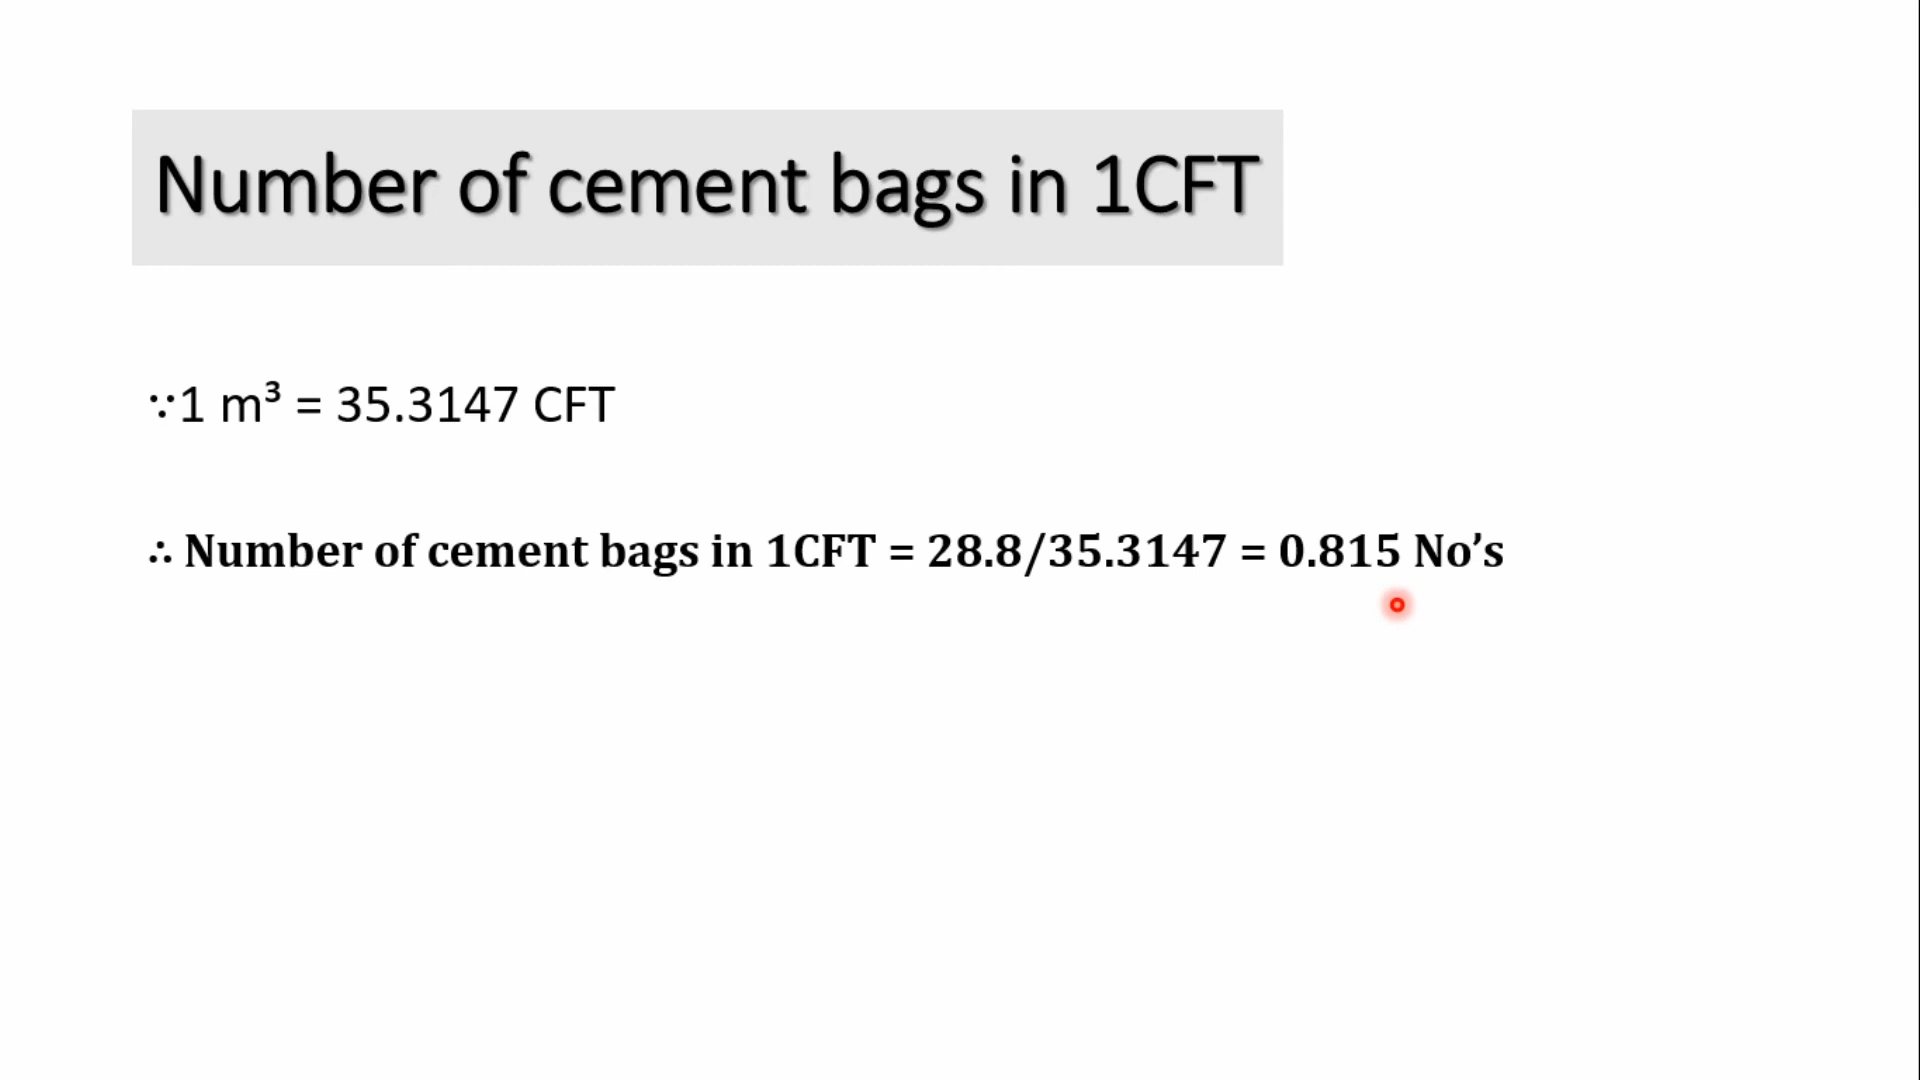 Number of cement bags in 1CFT
∵1 m³ = 35.3147 CFT
∴ Number of cement bags in 1CFT = 28.8/35.3147 = 0.815 No’s